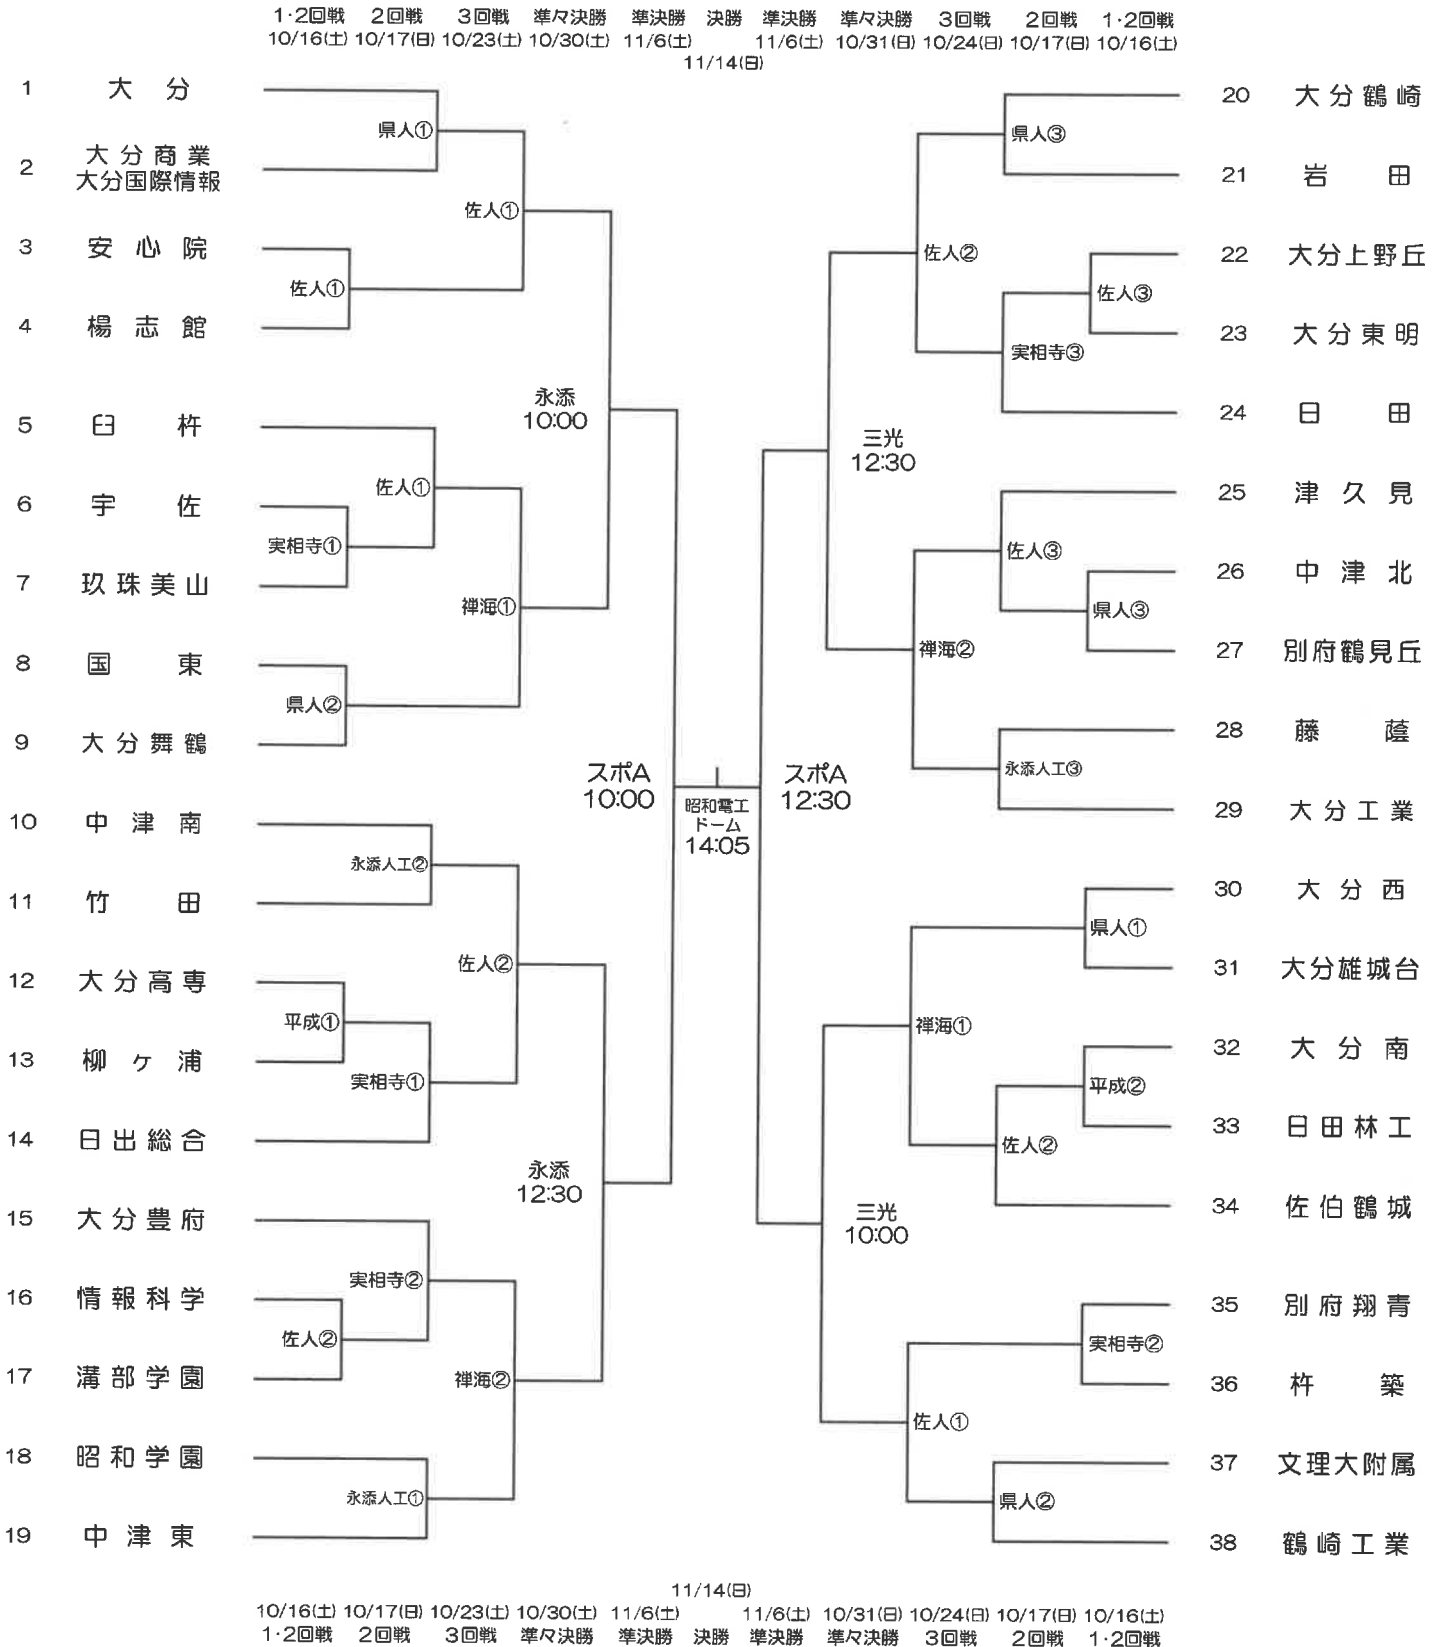 1・2回戦 2回戦 3回戦 準々決勝 準決勝 決勝 準決勝 準々決勝 3回戦 2回戦 1・2回戦
10/16(土) 10/17(日) 10/23(土) 10/30(土) 11/6(土) 11/6(土) 10/31(日) 10/24(日) 10/17(日) 10/16(土)
11/14(日)
1 大分
県人①
2 大分商業
大分国際情報
佐人①
3 安心院
佐人①
4 楊志館
永添
10:00
5 臼杵
佐人①
6 宇佐
実相寺①
7 玖珠美山
禅海①
8 国東
県人②
9 大分舞鶴
スポA
10:00
10 中津南
永添人工②
11 竹田
佐人②
12 大分高専
平成①
13 柳ヶ浦
実相寺①
14 日出総合
永添
12:30
15 大分豊府
実相寺②
16 情報科学
佐人②
17 溝部学園
禅海②
18 昭和学園
永添人工①
19 中津東
昭和電工
ドーム
14:05
20 大分鶴崎
県人③
21 岩田
佐人②
22 大分上野丘
佐人③
23 大分東明
実相寺③
24 日田
三光
12:30
25 津久見
佐人③
26 中津北
県人③
27 別府鶴見丘
禅海②
28 藤蔭
永添人工③
29 大分工業
スポA
12:30
30 大分西
県人①
31 大分雄城台
禅海①
32 大分南
平成②
33 日田林工
佐人②
34 佐伯鶴城
三光
10:00
35 別府翔青
実相寺②
36 杵築
佐人①
37 文理大附属
県人②
38 鶴崎工業
11/14(日)
10/16(土) 10/17(日) 10/23(土) 10/30(土) 11/6(土) 11/6(土) 10/31(日) 10/24(日) 10/17(日) 10/16(土)
1・2回戦 2回戦 3回戦 準々決勝 準決勝 決勝 準決勝 準々決勝 3回戦 2回戦 1・2回戦